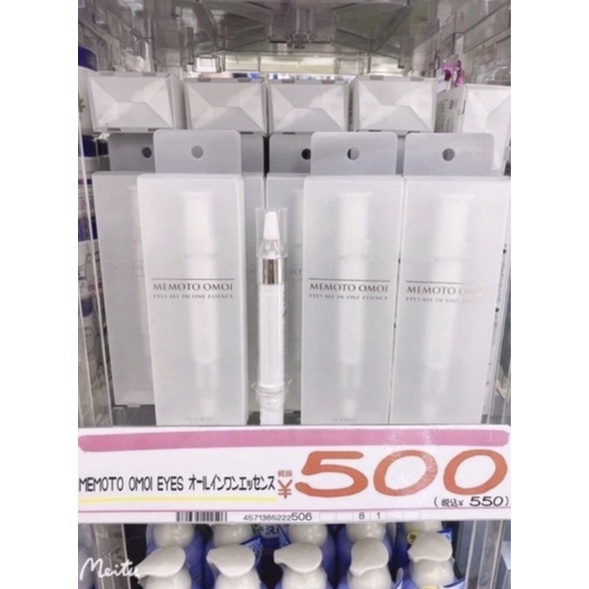 MEMOTO OMOI
EYES ALL IN ONE ESSENCE
MEMOTO OMOI
EYES ALL IN ONE ESSENCE
MEMOTO OMOI
EYES ALL IN ONE ESSENCE
MEMOTO OMOI EYES オールインワンエッセンス 税抜 ¥500
(税込¥ 550)
4571365222506 8 1
Meitu